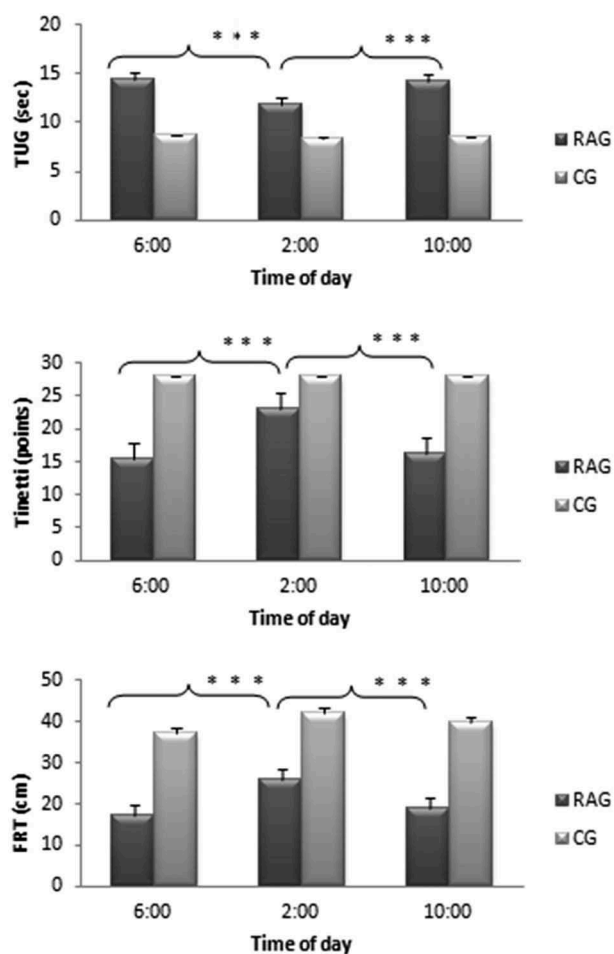 * * *
* * *
TUG (sec)
20
15
10
5
0
RAG
CG
6:00
2:00
10:00
Time of day
* * *
* * *
Tinetti (points)
30
25
20
15
10
5
0
RAG
CG
6:00
2:00
10:00
Time of day
* * *
* * *
FRT (cm)
50
40
30
20
10
0
RAG
CG
6:00
2:00
10:00
Time of day